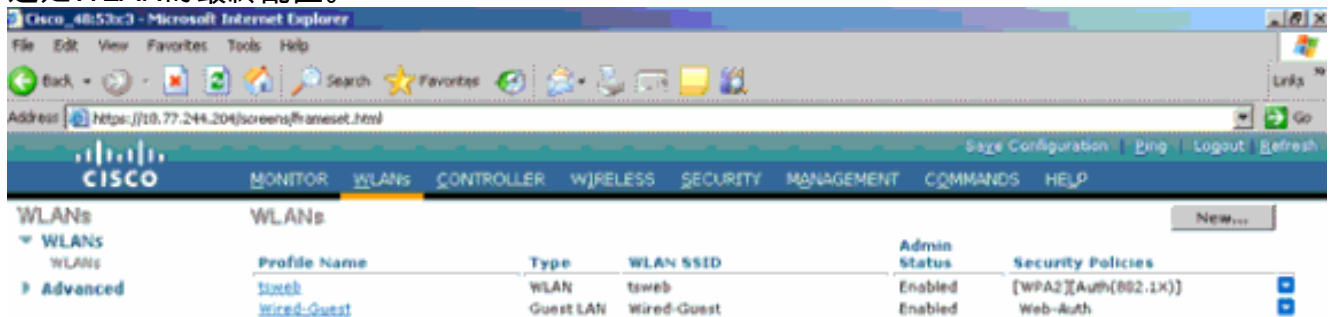 Cisco_48:53:c3 - Microsoft Internet Explorer
File Edit View Favorites Tools Help
Back Search Favorites Links »
Address https://10.77.244.204/screens/frameset.html Go
Save Configuration | Ping | Logout | Refresh
CISCO MONITOR WLANs CONTROLLER WIRELESS SECURITY MANAGEMENT COMMANDS HELP
WLANs WLANs New...
WLANs
WLANs Profile Name Type WLAN SSID Admin Status Security Policies
Advanced tsweb WLAN tsweb Enabled [WPA2][Auth(802.1X)]
Wired-Guest Guest LAN Wired-Guest Enabled Web-Auth